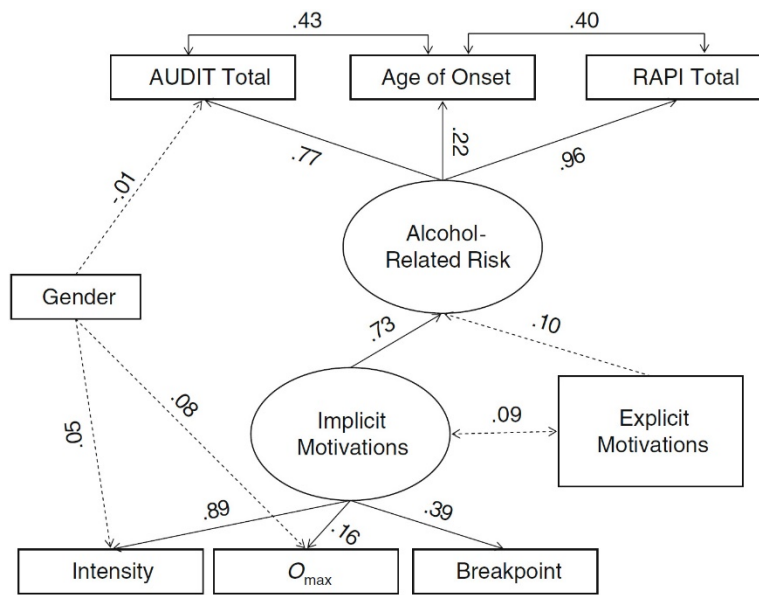 .43
.40
AUDIT Total
Age of Onset
RAPI Total
.77
.22
.96
-.01
Alcohol-
Related Risk
Gender
.73
.10
.05
.08
Implicit
Motivations
.09
Explicit
Motivations
.89
.16
.39
Intensity
Omax
Breakpoint